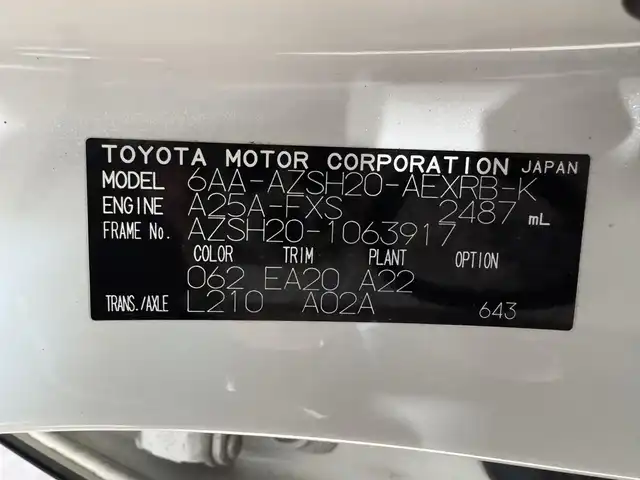 TOYOTA MOTOR CORPORATION JAPAN
MODEL 6AA-AZSH20-AEXRB-K
ENGINE A25A-FXS 2487 mL
FRAME No. AZSH20-1063917
COLOR TRIM PLANT OPTION
062 EA20 A22
TRANS./AXLE L210 A02A 643